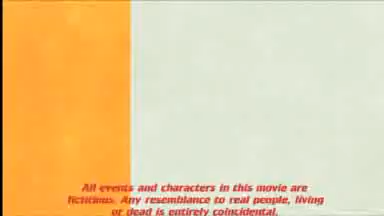 All events and characters in this movie are
fictitious. Any resemblance to real people, living
or dead is entirely coincidental.